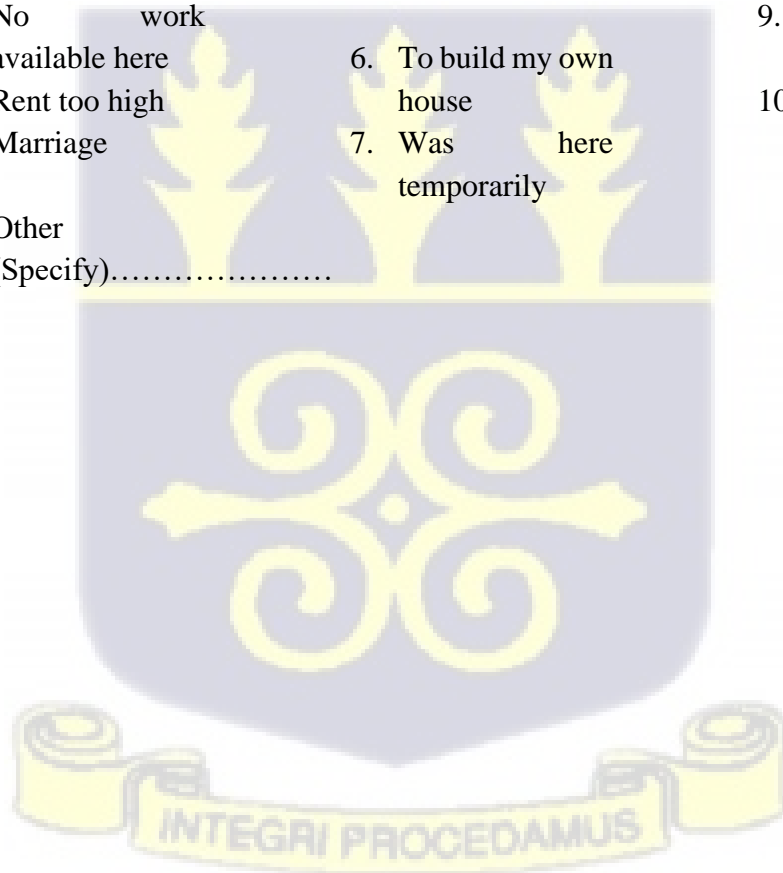 No work
available here
Rent too high
Marriage
Other
(Specify).....................
6. To build my own
house
7. Was here
temporarily
9.
10
INTEGRI PROCEDAMUS